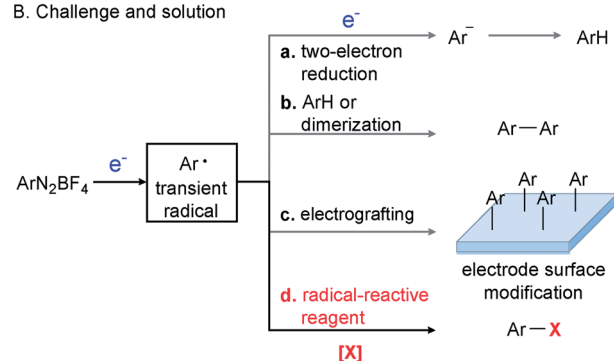 B. Challenge and solution
e⁻
Ar⁻
ArH
a. two-electron
reduction
b. ArH or
dimerization
Ar—Ar
ArN₂BF₄
e⁻
Ar •
transient
radical
c. electrografting
Ar
Ar
Ar
Ar
electrode surface
modification
d. radical-reactive
reagent
[X]
Ar—X